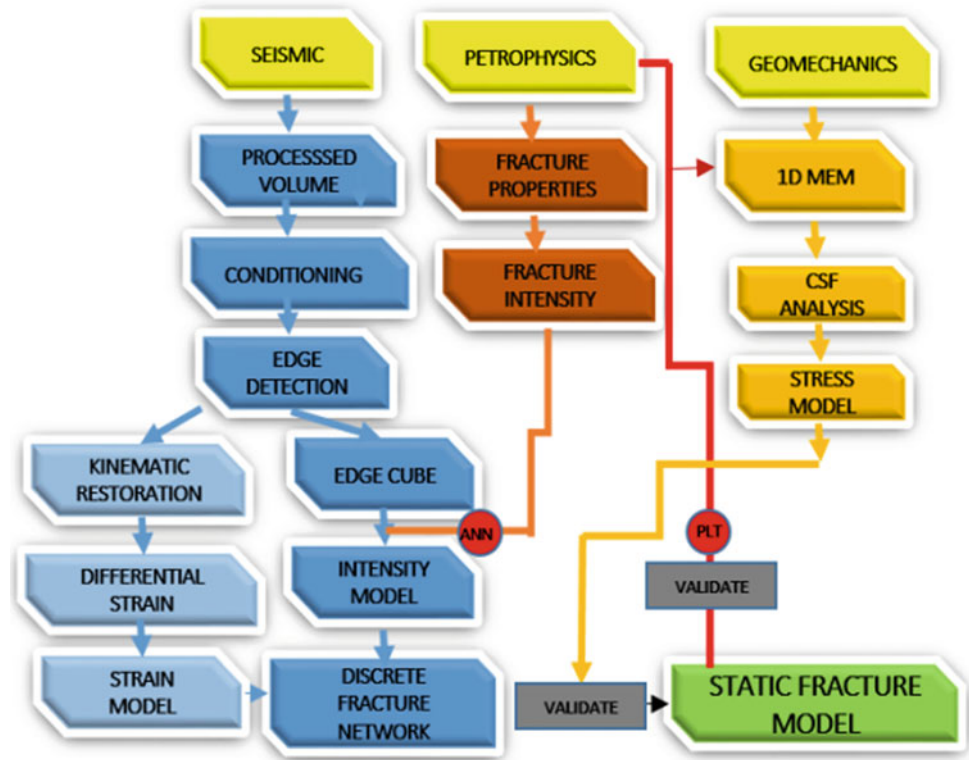 SEISMIC
PETROPHYSICS
GEOMECHANICS
PROCESSSED
VOLUME
FRACTURE
PROPERTIES
1D MEM
CONDITIONING
FRACTURE
INTENSITY
CSF
ANALYSIS
EDGE
DETECTION
STRESS
MODEL
KINEMATIC
RESTORATION
EDGE CUBE
ANN
PLT
DIFFERENTIAL
STRAIN
INTENSITY
MODEL
VALIDATE
STRAIN
MODEL
DISCRETE
FRACTURE
NETWORK
VALIDATE
STATIC FRACTURE
MODEL